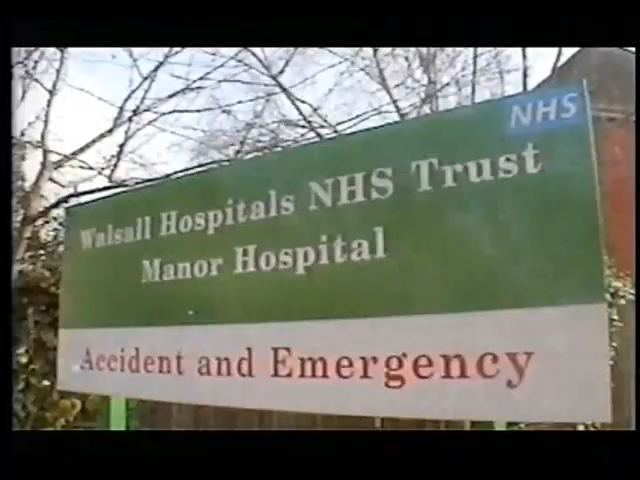 NHS
Walsall Hospitals NHS Trust
Manor Hospital
Accident and Emergency